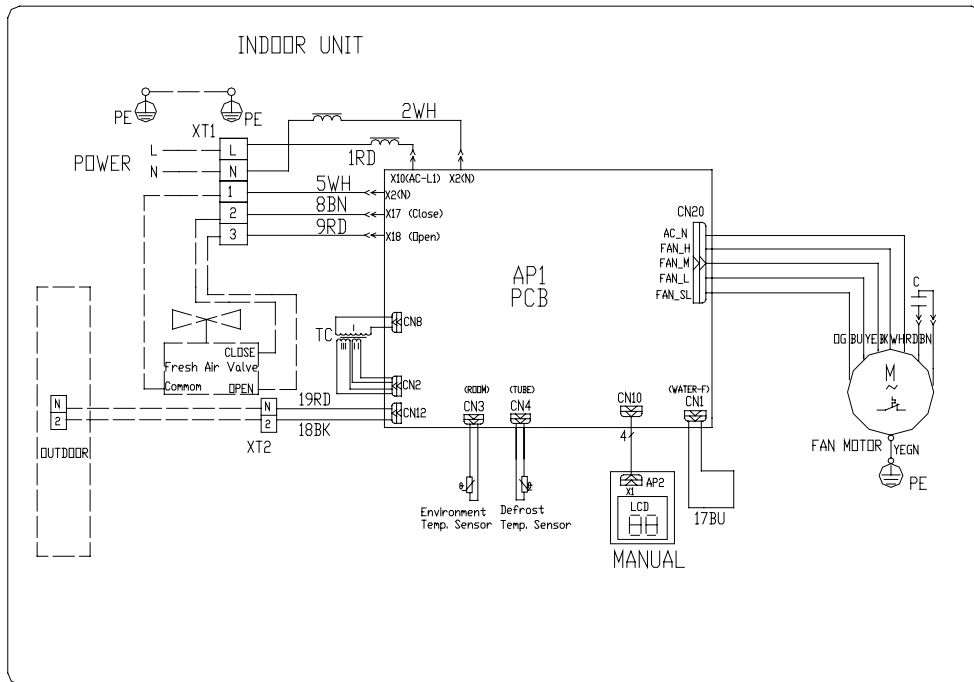 INDOOR UNIT
PE
PE
XT1
2WH
POWER
L
N
L
N
1
2
3
1RD
X10(AC-L1)
X2(N)
5WH
X2(N)
8BN
X17 (Close)
9RD
X18 (Open)
CN20
AC_N
FAN_H
FAN_M
FAN_L
FAN_SL
AP1
PCB
C
OG BU YE BK WH RD BN
TC
I
III
II
CN8
CN2
CN12
CLOSE
Fresh Air Valve
Commom
OPEN
19RD
18BK
N
2
N
2
OUTDOOR
XT2
(ROOM)
CN3
(TUBE)
CN4
CN10
(WATER-F)
CN1
4
M
~
FAN MOTOR
YEGN
PE
θ
θ
Environment
Temp. Sensor
Defrost
Temp. Sensor
X1
AP2
LCD
88
MANUAL
17BU